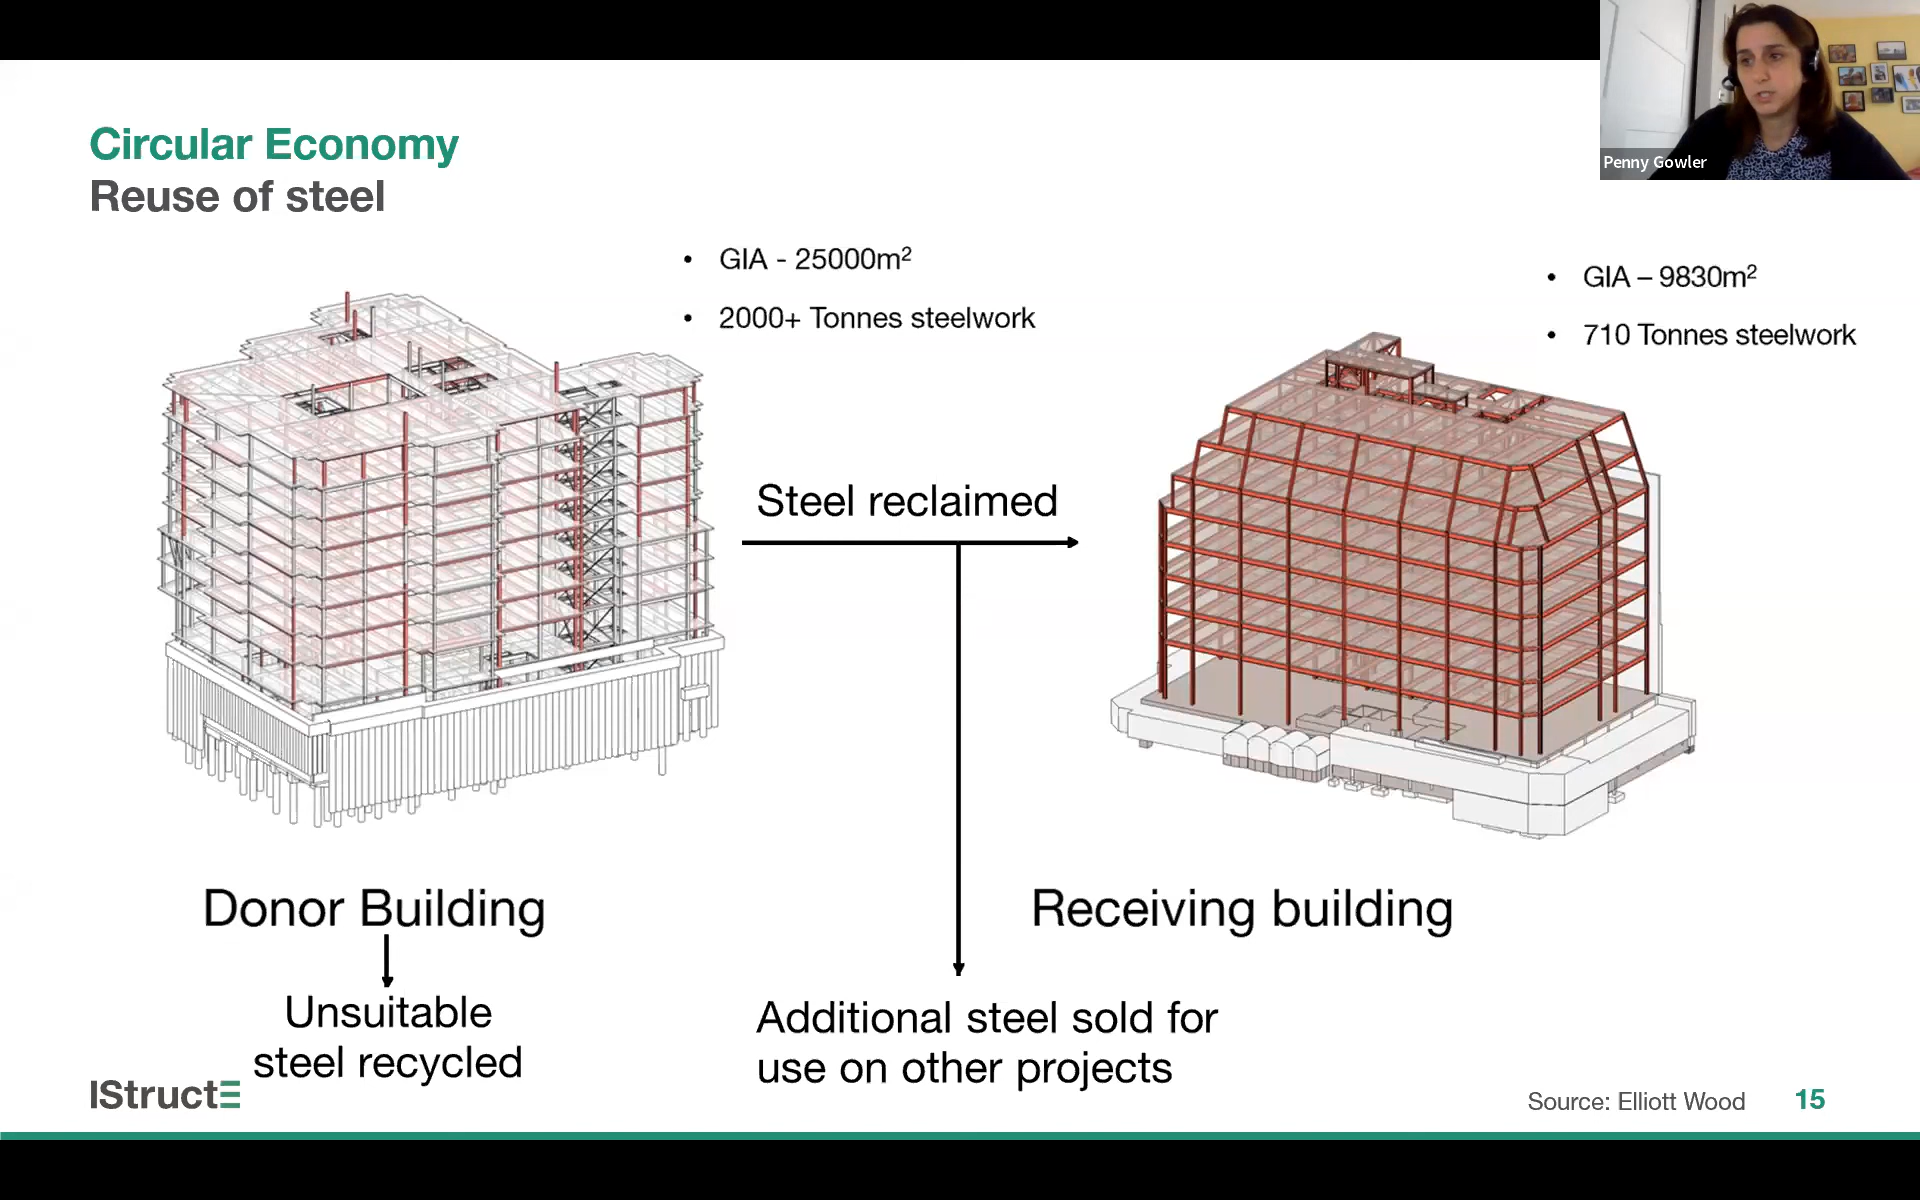 Penny Gowler
Circular Economy
Reuse of steel
• GIA - 25000m²
• 2000+ Tonnes steelwork
• GIA – 9830m²
• 710 Tonnes steelwork
Steel reclaimed
Donor Building
Receiving building
Unsuitable
steel recycled
Additional steel sold for
use on other projects
IStructE
Source: Elliott Wood
15